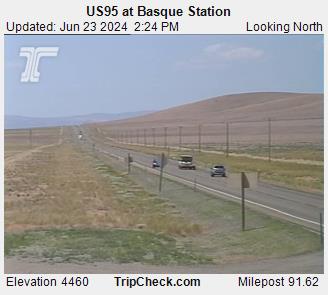 US95 at Basque Station
Updated: Jun 23 2024 2:24 PM Looking North
Elevation 4460 TripCheck.com Milepost 91.62